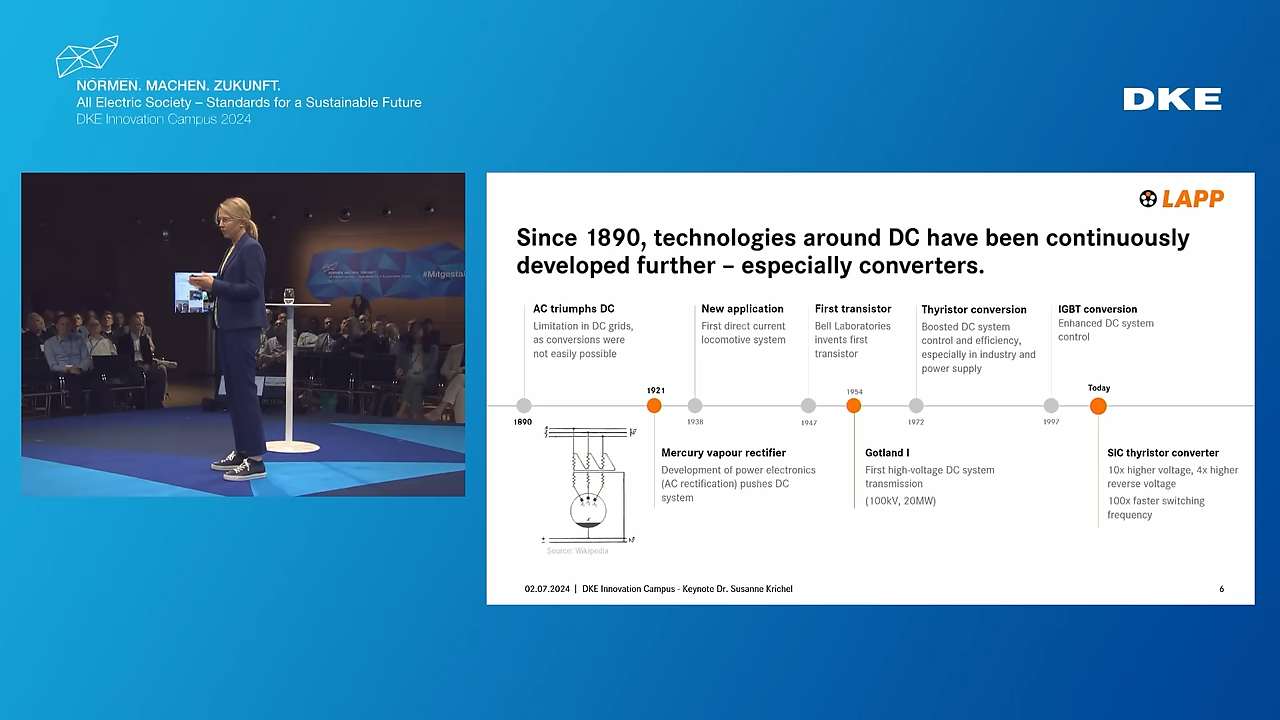 NORMEN. MACHEN. ZUKUNFT.
All Electric Society – Standards for a Sustainable Future
DKE Innovation Campus 2024
DKE
NORMEN. MACHEN. ZUKUNFT.
#Mitgestal
LAPP
Since 1890, technologies around DC have been continuously
developed further – especially converters.
AC triumphs DC
Limitation in DC grids,
as conversions were
not easily possible
New application
First direct current
locomotive system
First transistor
Bell Laboratories
invents first
transistor
Thyristor conversion
Boosted DC system
control and efficiency,
especially in industry and
power supply
IGBT conversion
Enhanced DC system
control
1890
1921
1938
1947
1954
1972
1997
Today
Mercury vapour rectifier
Development of power electronics
(AC rectification) pushes DC
system
Gotland I
First high-voltage DC system
transmission
(100kV, 20MW)
SiC thyristor converter
10x higher voltage, 4x higher
reverse voltage
100x faster switching
frequency
Source: Wikipedia
02.07.2024 | DKE Innovation Campus - Keynote Dr. Susanne Krichel
6